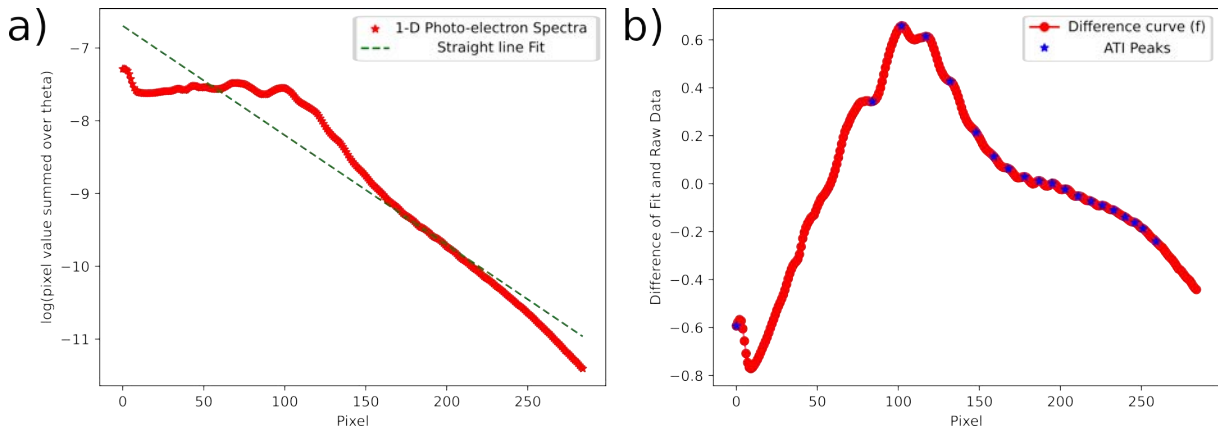 a)
1-D Photo-electron Spectra
Straight line Fit
log(pixel value summed over theta)
−7
−8
−9
−10
−11
0 50 100 150 200 250
Pixel
b)
Difference curve (f)
ATI Peaks
Difference of Fit and Raw Data
0.6
0.4
0.2
0.0
−0.2
−0.4
−0.6
−0.8
0 50 100 150 200 250
Pixel